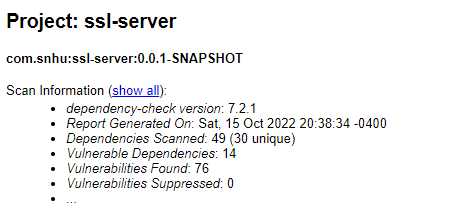 Project: ssl-server
com.snhu:ssl-server:0.0.1-SNAPSHOT
Scan Information (show all):
• dependency-check version: 7.2.1
• Report Generated On: Sat, 15 Oct 2022 20:38:34 -0400
• Dependencies Scanned: 49 (30 unique)
• Vulnerable Dependencies: 14
• Vulnerabilities Found: 76
• Vulnerabilities Suppressed: 0
• ...